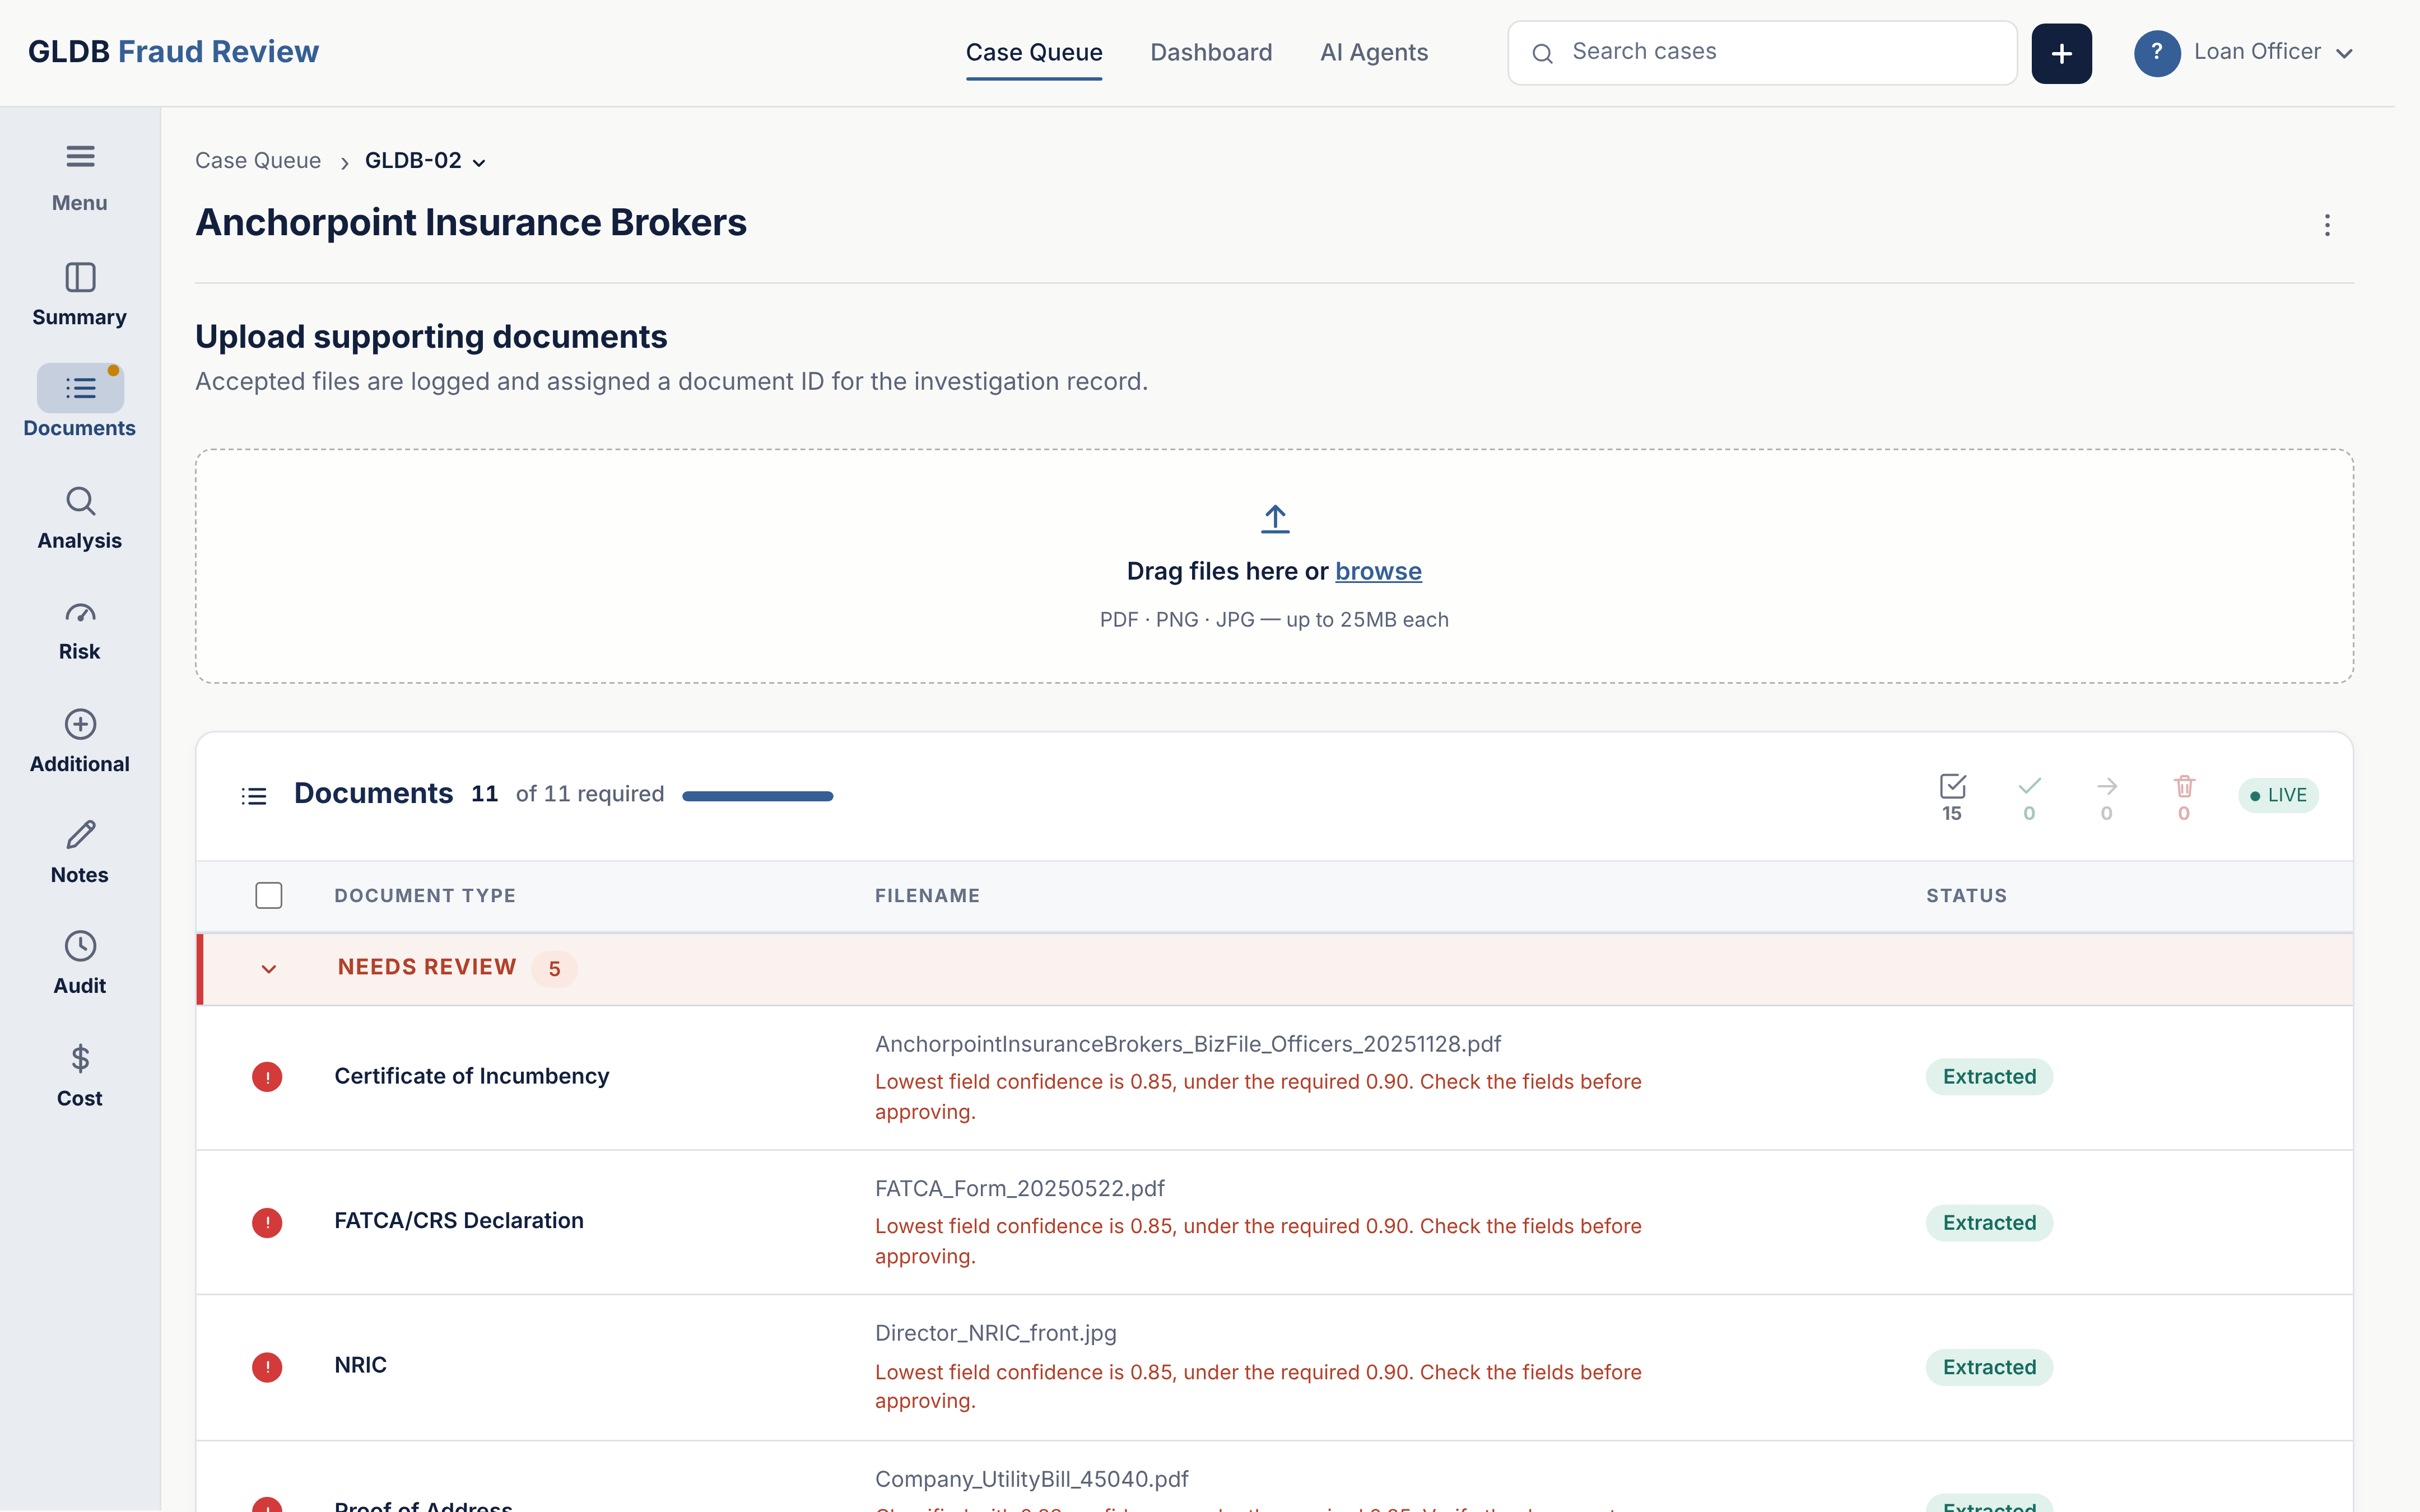 GLDB Fraud Review
Case Queue
Dashboard
AI Agents
Search cases
?
Loan Officer
Menu
Summary
Documents
Analysis
Risk
Additional
Notes
Audit
Cost
Case Queue › GLDB-02
Anchorpoint Insurance Brokers
Upload supporting documents
Accepted files are logged and assigned a document ID for the investigation record.
Drag files here or browse
PDF · PNG · JPG — up to 25MB each
Documents 11 of 11 required
15
0
0
0
LIVE
DOCUMENT TYPE
FILENAME
STATUS
NEEDS REVIEW 5
Certificate of Incumbency
AnchorpointInsuranceBrokers_BizFile_Officers_20251128.pdf
Lowest field confidence is 0.85, under the required 0.90. Check the fields before
approving.
Extracted
FATCA/CRS Declaration
FATCA_Form_20250522.pdf
Lowest field confidence is 0.85, under the required 0.90. Check the fields before
approving.
Extracted
NRIC
Director_NRIC_front.jpg
Lowest field confidence is 0.85, under the required 0.90. Check the fields before
approving.
Extracted
Proof of Address
Company_UtilityBill_45040.pdf
Extracted